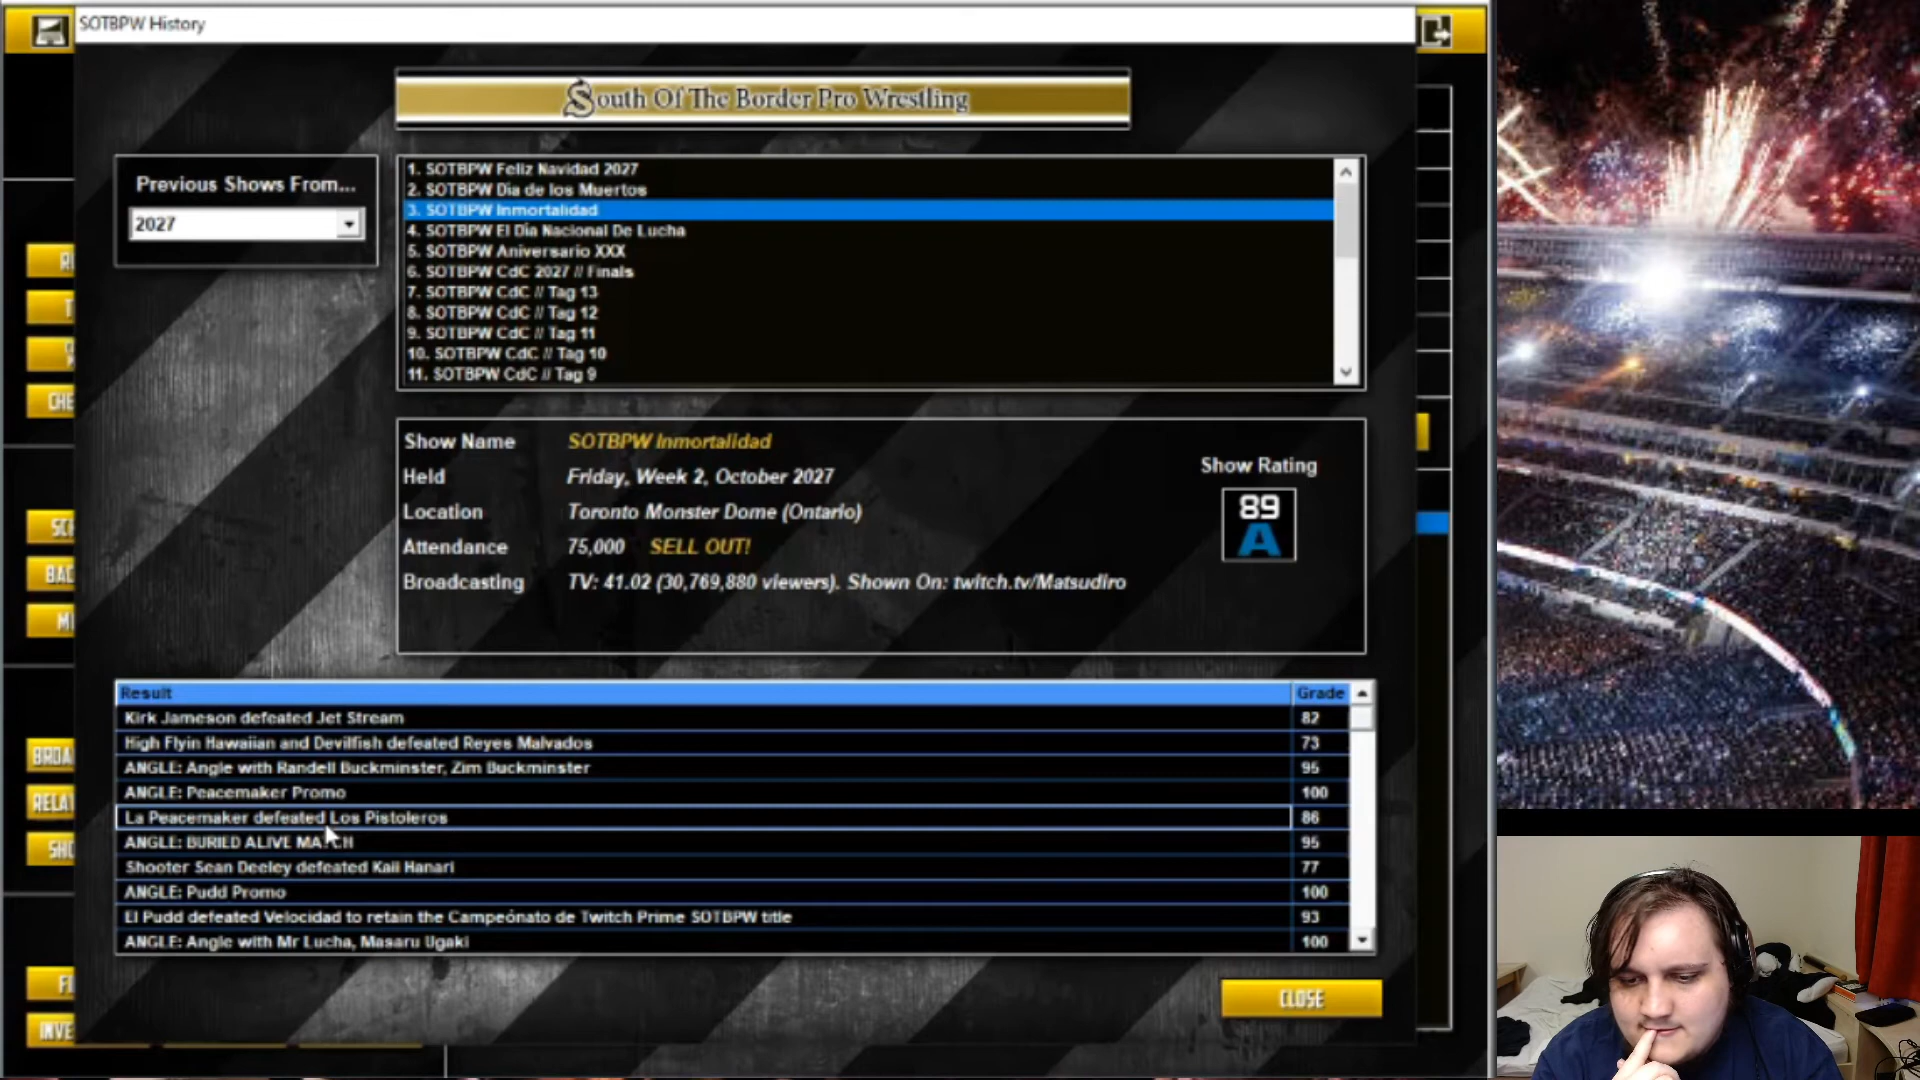 SOTBPW History
South Of The Border Pro Wrestling
Previous Shows From...
2027
1. SOTBPW Feliz Navidad 2027
2. SOTBPW Dia de los Muertos
3. SOTBPW Inmortalidad
4. SOTBPW El Dia Nacional De Lucha
5. SOTBPW Aniversario XXX
6. SOTBPW CdC 2027 // Finals
7. SOTBPW CdC // Tag 13
8. SOTBPW CdC // Tag 12
9. SOTBPW CdC // Tag 11
10. SOTBPW CdC // Tag 10
11. SOTBPW CdC // Tag 9
Show Name SOTBPW Inmortalidad
Held Friday, Week 2, October 2027
Location Toronto Monster Dome (Ontario)
Attendance 75,000 SELL OUT!
Broadcasting TV: 41.02 (30,769,880 viewers). Shown On: twitch.tv/Matsudiro
Show Rating
89
A
Result Grade
Kirk Jameson defeated Jet Stream 82
High Flyin Hawaiian and Devilfish defeated Reyes Malvados 73
ANGLE: Angle with Randell Buckminster, Zim Buckminster 95
ANGLE: Peacemaker Promo 100
La Peacemaker defeated Los Pistoleros 86
ANGLE: BURIED ALIVE MATCH 95
Shooter Sean Deeley defeated Kaii Hanari 77
ANGLE: Pudd Promo 100
El Pudd defeated Velocidad to retain the Campeónato de Twitch Prime SOTBPW title 93
ANGLE: Angle with Mr Lucha, Masaru Ugaki 100
CLOSE
CHE
SCH
BAC
BROA
RELA
SHO
INVE